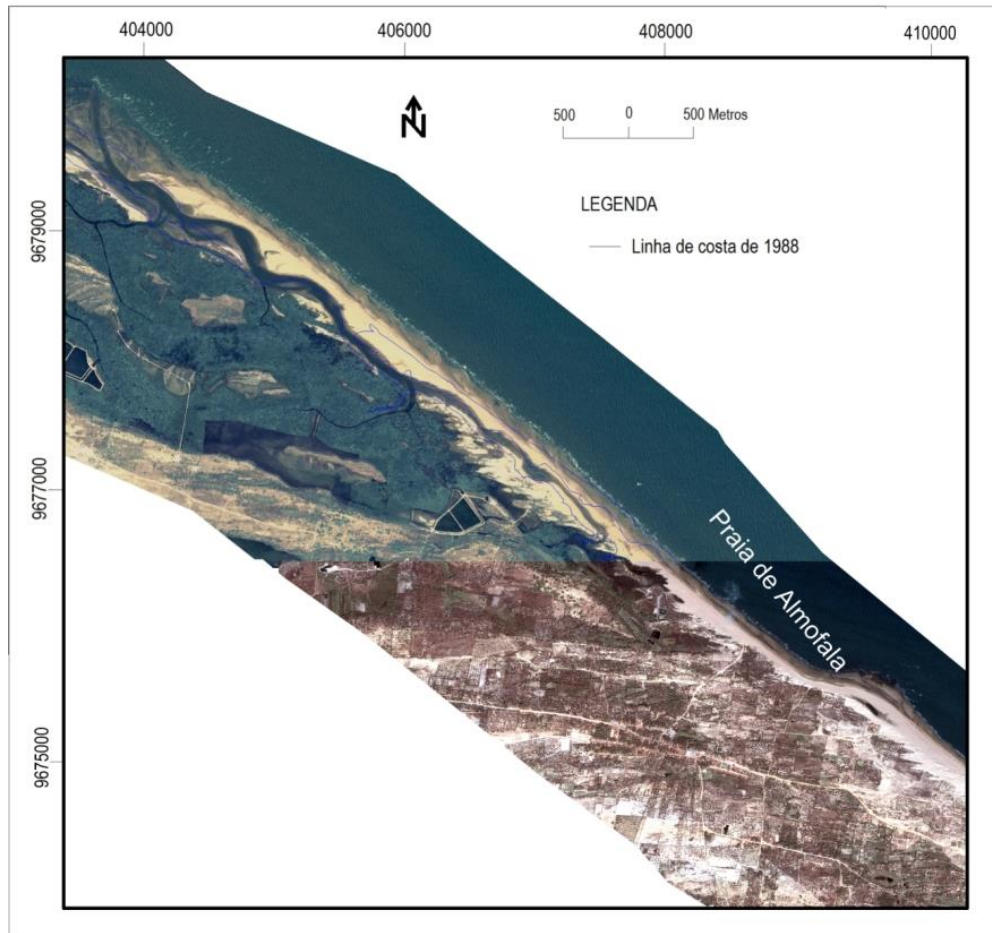 404000 406000 408000 410000
N
500 0 500 Metros
LEGENDA
Linha de costa de 1988
9679000
9677000
9675000
Praia de Almofala